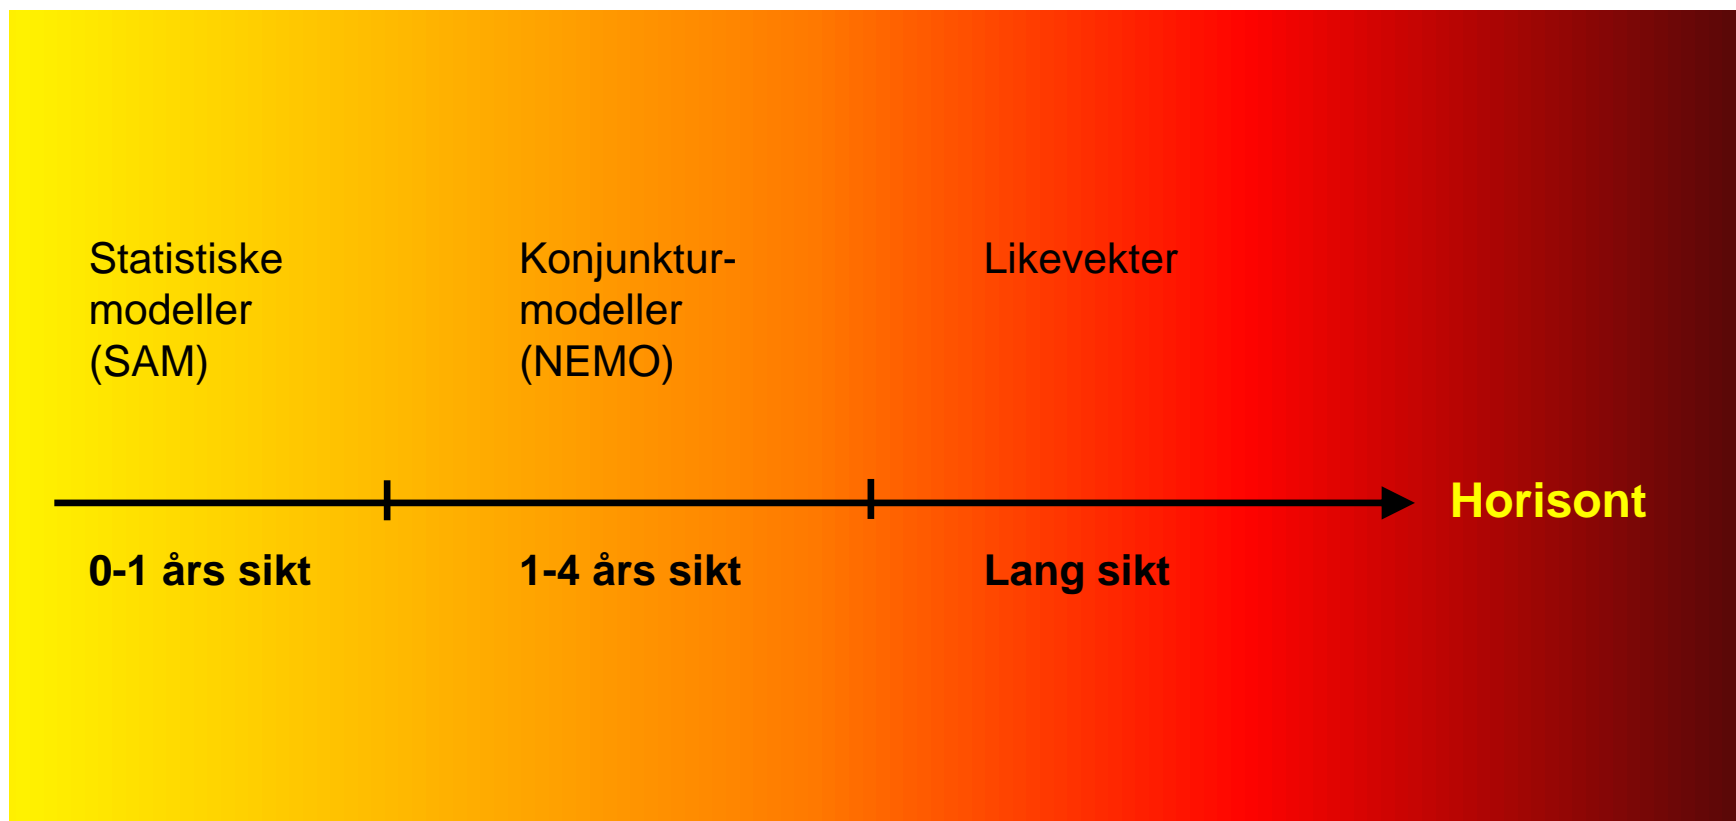 Statistiske
modeller
(SAM)
Konjunktur-
modeller
(NEMO)
Likevekter
Horisont
0-1 års sikt
1-4 års sikt
Lang sikt